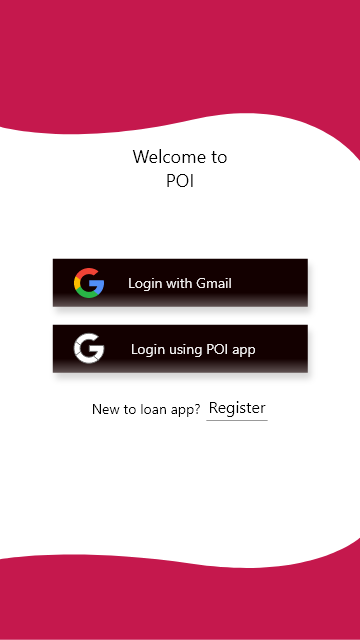 Welcome to
POI
Login with Gmail
Login using POI app
New to loan app? Register